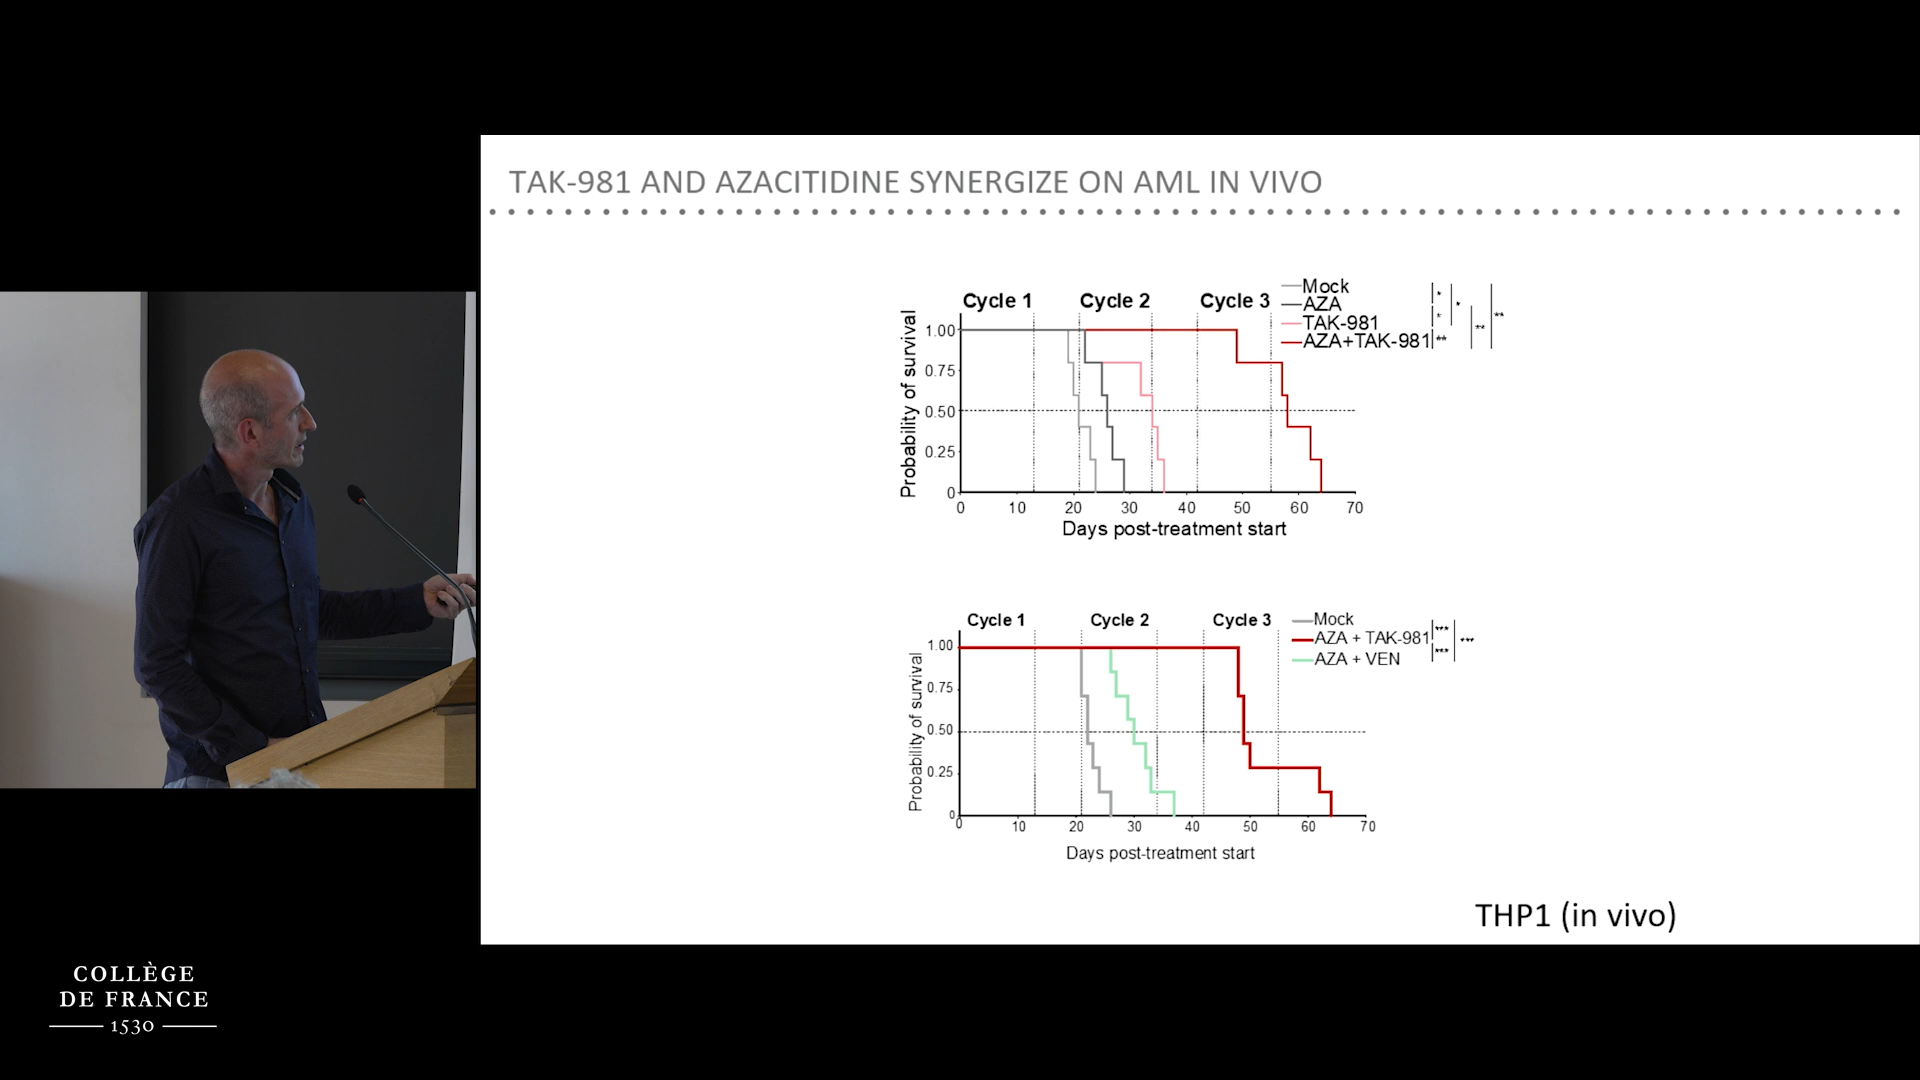 TAK-981 AND AZACITIDINE SYNERGIZE ON AML IN VIVO
Cycle 1 Cycle 2 Cycle 3
Mock
AZA
TAK-981
AZA+TAK-981
* * ** * ** **
Probability of survival
1.00
0.75
0.50
0.25
0
0 10 20 30 40 50 60 70
Days post-treatment start
Cycle 1 Cycle 2 Cycle 3
Mock
AZA + TAK-981
AZA + VEN
*** *** ***
Probability of survival
1.00
0.75
0.50
0.25
0
0 10 20 30 40 50 60 70
Days post-treatment start
THP1 (in vivo)
COLLÈGE
DE FRANCE
1530